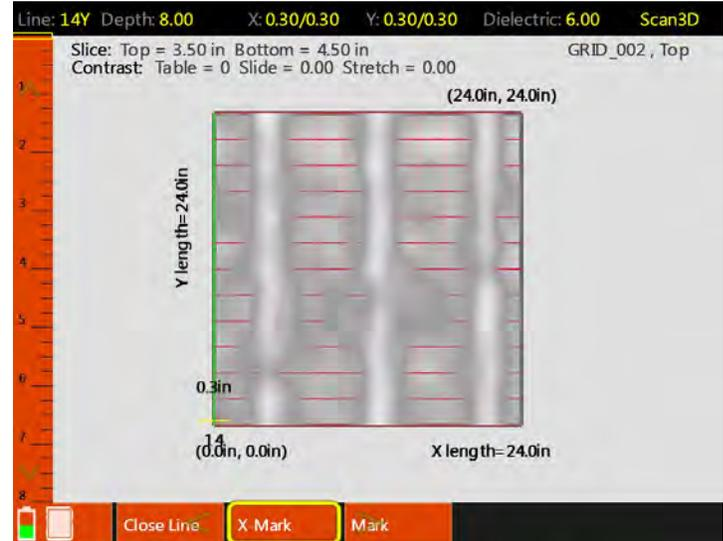 Line: 14Y Depth: 8.00 X: 0.30/0.30 Y: 0.30/0.30 Dielectric: 6.00 Scan3D
Slice: Top = 3.50 in Bottom = 4.50 in GRID_002 , Top
Contrast: Table = 0 Slide = 0.00 Stretch = 0.00
(24.0in, 24.0in)
Y length=24.0in
1
2
3
4
5
6
7
8
0.3in
14
(0.0in, 0.0in) X length=24.0in
Close Line X-Mark Mark